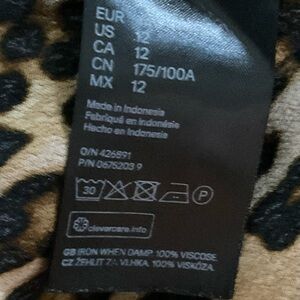 EUR
US 12
CA 12
CN 175/100A
MX 12
Made in Indonesia
Fabriqué en Indonésie
Hecho en Indonesia
O/N 426891
P/N 0675203 9
30 P
clevercare.info
GB IRON WHEN DAMP 100% VISCOSE
CZ ŽEHLIT ZA VLHKA. 100% VISKÓZA.